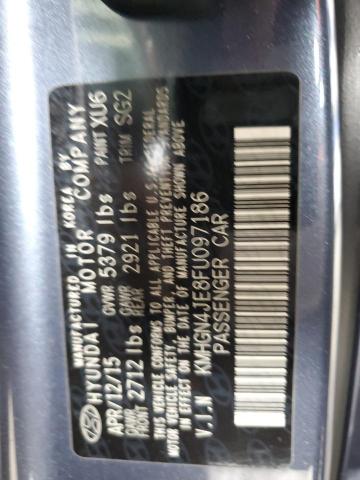 MANUFACTURED IN KOREA BY
HYUNDAI MOTOR COMPANY
APR/12/15 GVWR 5379 lbs PAINT XU6
GAWR FRONT 2712 lbs GAWR REAR 2921 lbs TRIM SG2
THIS VEHICLE CONFORMS TO ALL APPLICABLE U.S. FEDERAL
MOTOR VEHICLE SAFETY, BUMPER, AND THEFT PREVENTION STANDARDS
IN EFFECT ON THE DATE OF MANUFACTURE SHOWN ABOVE.
V.I.N KMHGN4JE8FU097186
PASSENGER CAR